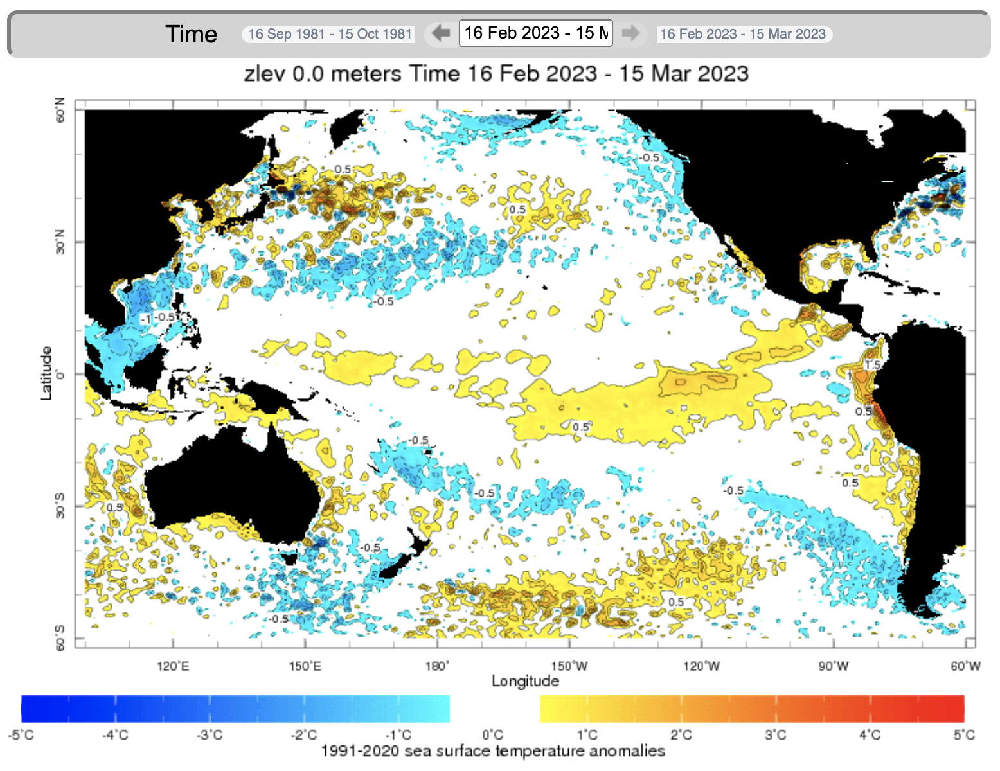 Time 16 Sep 1981 - 15 Oct 1981 16 Feb 2023 - 15 M 16 Feb 2023 - 15 Mar 2023
zlev 0.0 meters Time 16 Feb 2023 - 15 Mar 2023
60°N
30°N
0°
30°S
60°S
Latitude
0.5
-0.5
0.5
-0.5
-1
-0.5
1.5
1
0.5
0.5
-0.5
-0.5
-0.5
0.5
0.5
-0.5
0.5
-0.5
120°E 150°E 180° 150°W 120°W 90°W 60°W
Longitude
-5°C -4°C -3°C -2°C -1°C 0°C 1°C 2°C 3°C 4°C 5°C
1991-2020 sea surface temperature anomalies